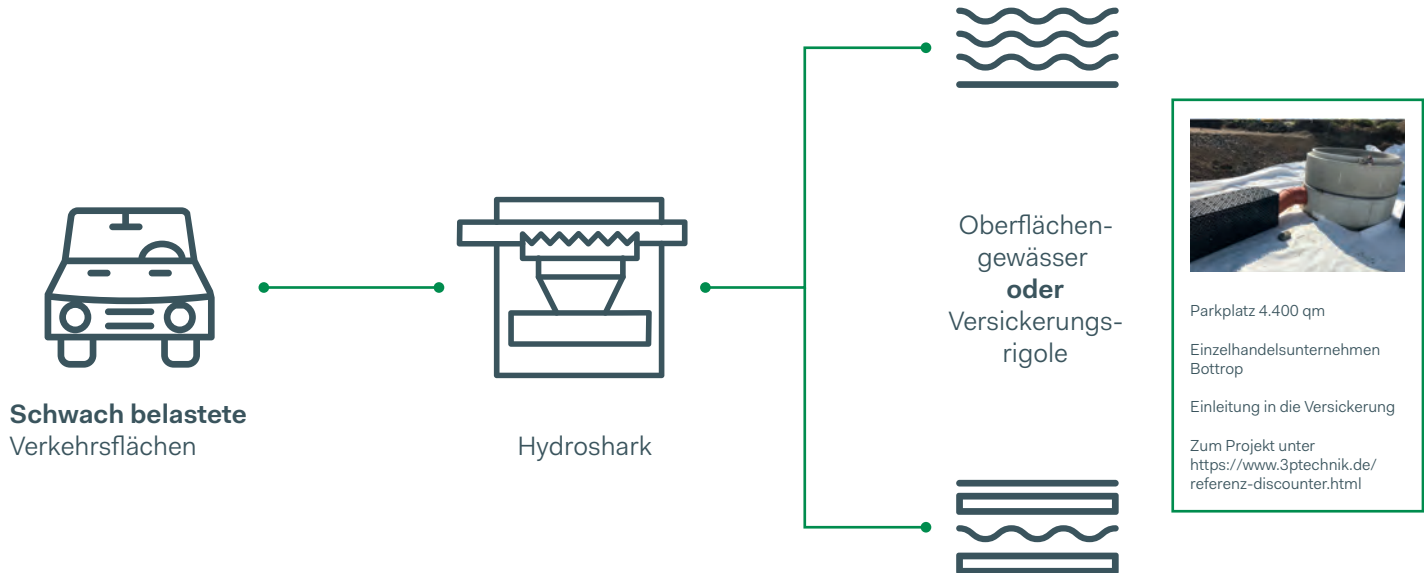 Schwach belastete
Verkehrsflächen
Hydroshark
Oberflächen-
gewässer
oder
Versickerungs-
rigole
Parkplatz 4.400 qm
Einzelhandelsunternehmen
Bottrop
Einleitung in die Versickerung
Zum Projekt unter
https://www.3ptechnik.de/
referenz-discounter.html